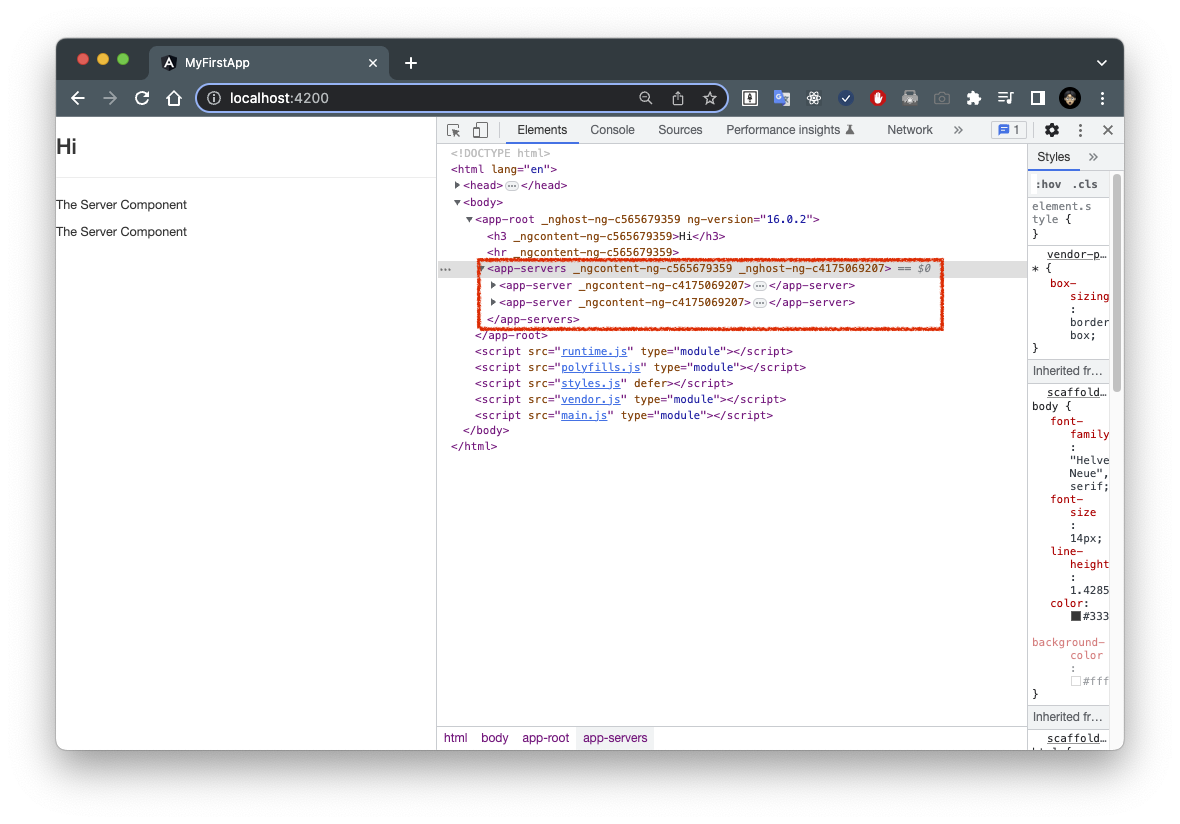 MyFirstApp
localhost:4200
Elements Console Sources Performance insights Network » 1
Hi
The Server Component
The Server Component
<!DOCTYPE html>
<html lang="en">
<head> ⋯ </head>
<body>
<app-root _nghost-ng-c565679359 ng-version="16.0.2">
<h3 _ngcontent-ng-c565679359>Hi</h3>
<hr _ngcontent-ng-c565679359>
<app-servers _ngcontent-ng-c565679359 _nghost-ng-c4175069207> == $0
<app-server _ngcontent-ng-c4175069207> ⋯ </app-server>
<app-server _ngcontent-ng-c4175069207> ⋯ </app-server>
</app-servers>
</app-root>
<script src="runtime.js" type="module"></script>
<script src="polyfills.js" type="module"></script>
<script src="styles.js" defer></script>
<script src="vendor.js" type="module"></script>
<script src="main.js" type="module"></script>
</body>
</html>
html body app-root app-servers
Styles »
:hov .cls
element.s
tyle {
}
vendor-p…
* {
box-
sizing
:
border
box;
}
Inherited fr…
scaffold…
body {
font-
family
:
"Helve
Neue",
serif;
font-
size
:
14px;
line-
height
:
1.4285
color:
#333
background-
color
:
#fff
}
Inherited fr…
scaffold…